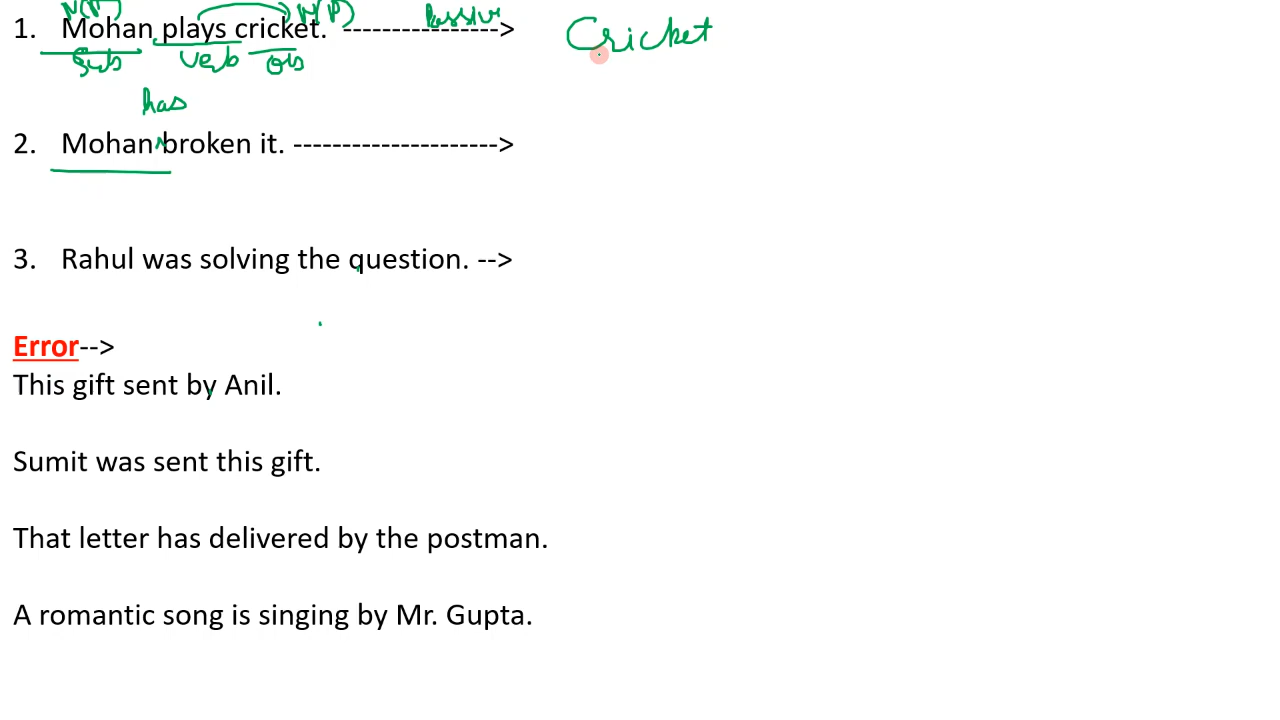 N(P) N(P) Passive
1. Mohan plays cricket. ----------------> Cricket
Sub verb obj
has
2. Mohan ^ broken it. --------------------->
3. Rahul was solving the question. -->
Error-->
This gift sent by Anil.
Sumit was sent this gift.
That letter has delivered by the postman.
A romantic song is singing by Mr. Gupta.